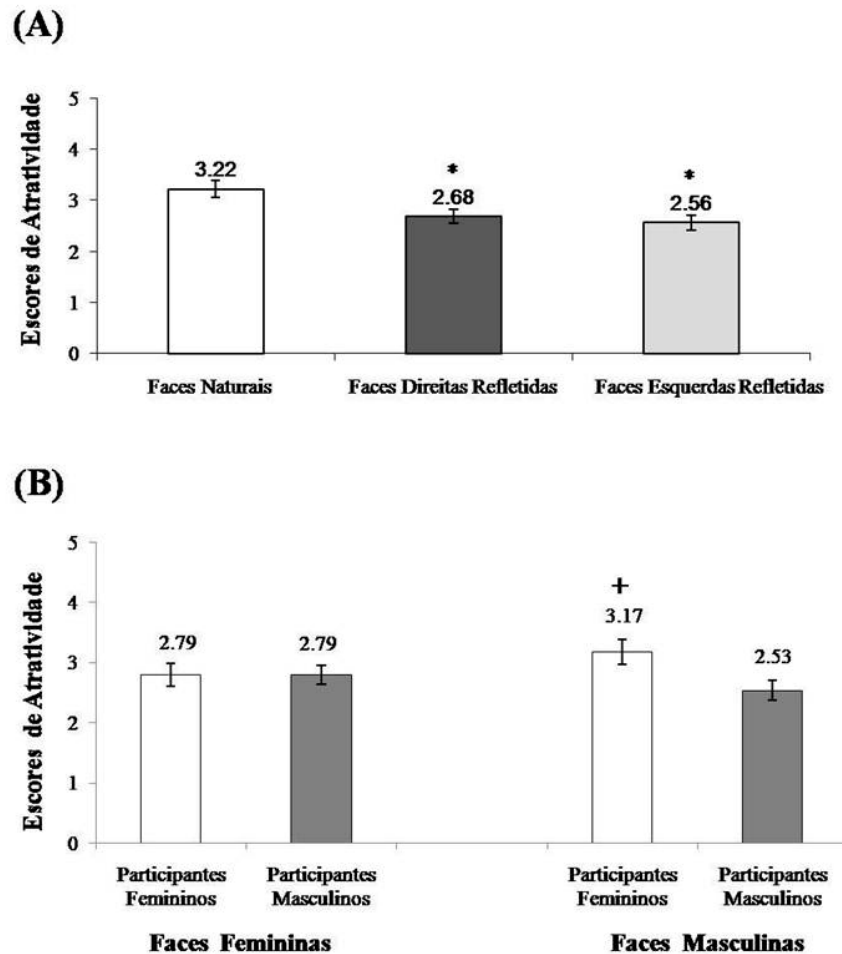 (A)
Escores de Atratividade
5
4
3
2
1
0
3.22
*
2.68
*
2.56
Faces Naturais
Faces Direitas Refletidas
Faces Esquerdas Refletidas
(B)
Escores de Atratividade
5
4
3
2
1
0
2.79
2.79
+
3.17
2.53
Participantes
Femininos
Participantes
Masculinos
Participantes
Femininos
Participantes
Masculinos
Faces Femininas
Faces Masculinas